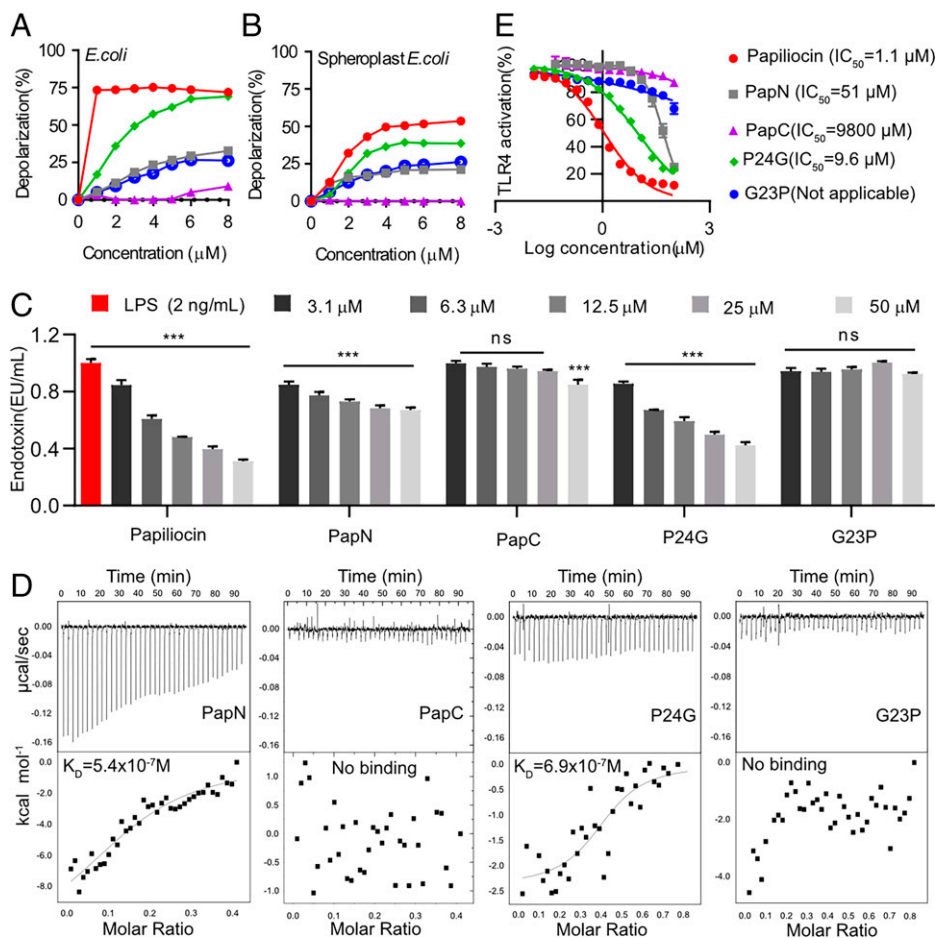 A
E.coli
Depolarization(%)
100
75
50
25
0
0 2 4 6 8
Concentration (μM)
B
Spheroplast E.coli
Depolarization(%)
100
75
50
25
0
0 2 4 6 8
Concentration (μM)
E
TLR4 activation(%)
80
60
40
20
-3 0 3
Log concentration(μM)
Papiliocin (IC50=1.1 μM)
PapN (IC50=51 μM)
PapC(IC50=9800 μM)
P24G(IC50=9.6 μM)
G23P(Not applicable)
C
LPS (2 ng/mL) 3.1 μM 6.3 μM 12.5 μM 25 μM 50 μM
Endotoxin(EU/mL)
1.2
0.8
0.4
0.0
*** *** ns *** *** ns
Papiliocin PapN PapC P24G G23P
D
Time (min) Time (min) Time (min) Time (min)
0 10 20 30 40 50 60 70 80 90
0 10 20 30 40 50 60 70 80 90
0 10 20 30 40 50 60 70 80 90
0 10 20 30 40 50 60 70 80 90
μcal/sec
0.00
-0.04
-0.08
-0.12
-0.16
PapN
0.00
-0.04
-0.08
-0.12
-0.16
PapC
0.00
-0.04
-0.08
-0.12
-0.16
P24G
0.00
-0.04
-0.08
-0.12
-0.16
G23P
kcal mol-1
KD=5.4x10-7M
0.0
-2.0
-4.0
-6.0
-8.0
0.0 0.1 0.2 0.3 0.4
Molar Ratio
No binding
1.0
0.5
0.0
-0.5
-1.0
0.0 0.1 0.2 0.3 0.4
Molar Ratio
KD=6.9x10-7M
0.0
-0.5
-1.0
-1.5
-2.0
-2.5
0.0 0.1 0.2 0.3 0.4 0.5 0.6 0.7 0.8
Molar Ratio
No binding
0.0
-1.0
-2.0
-3.0
-4.0
0.0 0.1 0.2 0.3 0.4 0.5 0.6 0.7 0.8
Molar Ratio